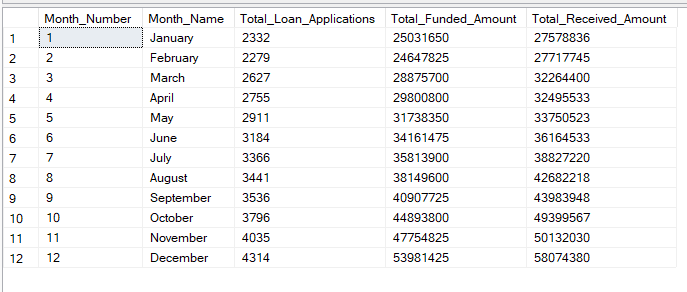 Month_Number Month_Name Total_Loan_Applications Total_Funded_Amount Total_Received_Amount
1 1 January 2332 25031650 27578836
2 2 February 2279 24647825 27717745
3 3 March 2627 28875700 32264400
4 4 April 2755 29800800 32495533
5 5 May 2911 31738350 33750523
6 6 June 3184 34161475 36164533
7 7 July 3366 35813900 38827220
8 8 August 3441 38149600 42682218
9 9 September 3536 40907725 43983948
10 10 October 3796 44893800 49399567
11 11 November 4035 47754825 50132030
12 12 December 4314 53981425 58074380